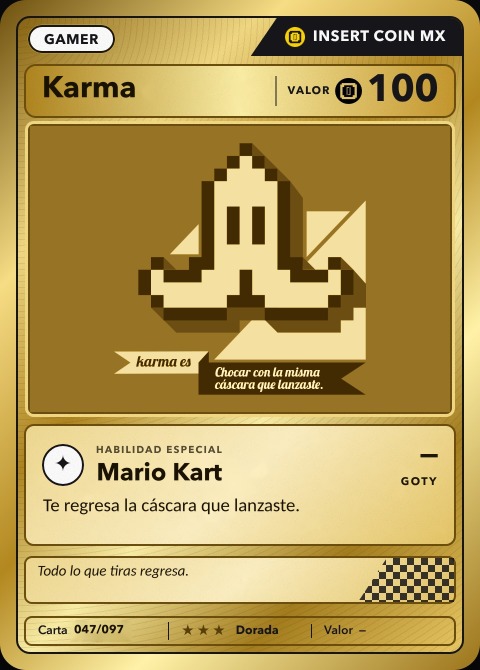 GAMER
INSERT COIN MX
Karma
VALOR 100
karma es
Chocar con la misma
cáscara que lanzaste.
HABILIDAD ESPECIAL
Mario Kart
–
GOTY
Te regresa la cáscara que lanzaste.
Todo lo que tiras regresa.
Carta 047/097 ★ ★ ★ Dorada Valor –